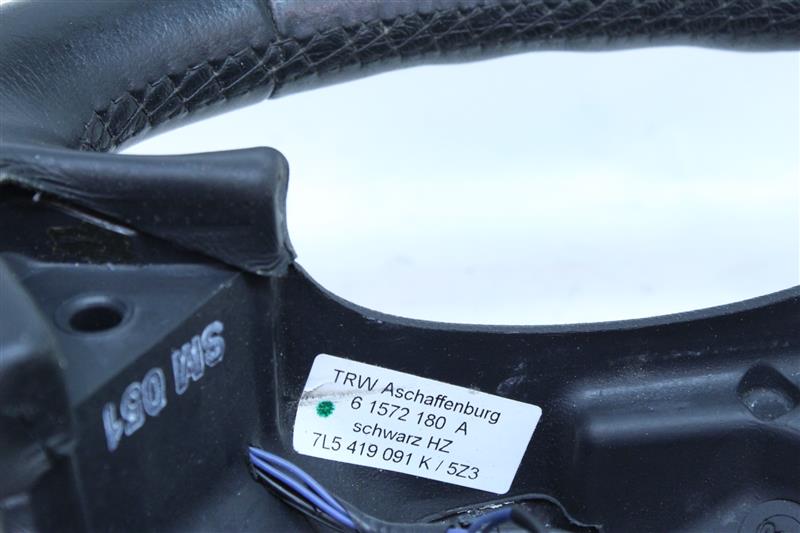 SM 051
TRW Aschaffenburg
6 1572 180 A
schwarz HZ
7L5 419 091 K / 5Z3